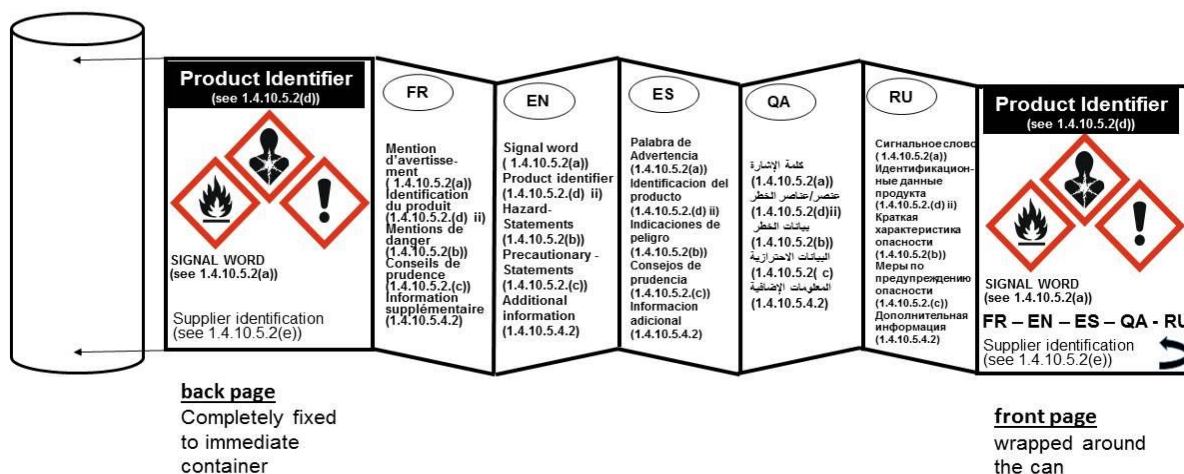 Product Identifier
(see 1.4.10.5.2(d))
SIGNAL WORD
(see 1.4.10.5.2(a))
Supplier identification
(see 1.4.10.5.2(e))
back page
Completely fixed
to immediate
container
FR
Mention
d'avertisse-
ment
( 1.4.10.5.2(a))
Identification
du produit
(1.4.10.5.2.(d) ii)
Mentions de
danger
(1.4.10.5.2(b))
Conseils de
prudence
(1.4.10.5.2.(c))
Information
supplémentaire
(1.4.10.5.4.2)
EN
Signal word
( 1.4.10.5.2(a))
Product identifier
(1.4.10.5.2.(d) ii)
Hazard-
Statements
(1.4.10.5.2(b))
Precautionary -
Statements
(1.4.10.5.2.(c))
Additional
information
(1.4.10.5.4.2)
ES
Palabra de
Advertencia
(1.4.10.5.2(a))
Identificacion del
producto
(1.4.10.5.2.(d) ii)
Indicaciones de
peligro
(1.4.10.5.2(b))
Consejos de
prudencia
(1.4.10.5.2.(c))
Informacion
adicional
(1.4.10.5.4.2)
QA
كلمة الإشارة
(1.4.10.5.2(a))
عنصر/عناصر الخطر
(1.4.10.5.2(d)ii)
بيانات الخطر
(1.4.10.5.2(b))
البيانات الاحترازية
(1.4.10.5.2( c)
المعلومات الإضافية
(1.4.10.5.4.2)
RU
Сигнальное слово
( 1.4.10.5.2(a))
Идентификацион-
ные данные
продукта
(1.4.10.5.2.(d) ii)
Краткая
характеристика
опасности
(1.4.10.5.2(b))
Меры по
предупреждению
опасности
(1.4.10.5.2.(c))
Дополнительная
информация
(1.4.10.5.4.2)
Product Identifier
(see 1.4.10.5.2(d))
SIGNAL WORD
(see 1.4.10.5.2(a))
FR – EN – ES – QA - RU
Supplier identification
(see 1.4.10.5.2(e))
front page
wrapped around
the can